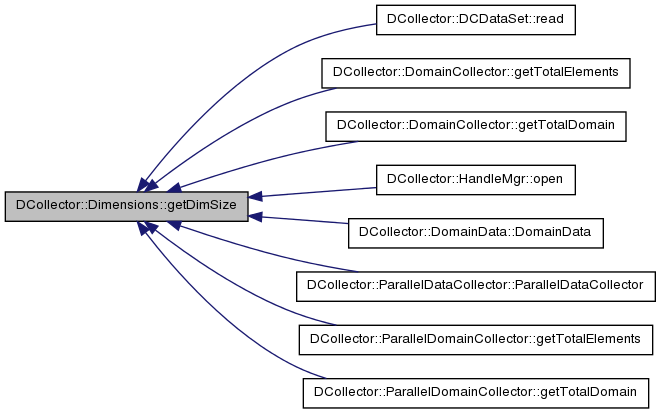 DCollector::DCDataSet::read
DCollector::DomainCollector::getTotalElements
DCollector::DomainCollector::getTotalDomain
DCollector::HandleMgr::open
DCollector::Dimensions::getDimSize
DCollector::DomainData::DomainData
DCollector::ParallelDataCollector::ParallelDataCollector
DCollector::ParallelDomainCollector::getTotalElements
DCollector::ParallelDomainCollector::getTotalDomain